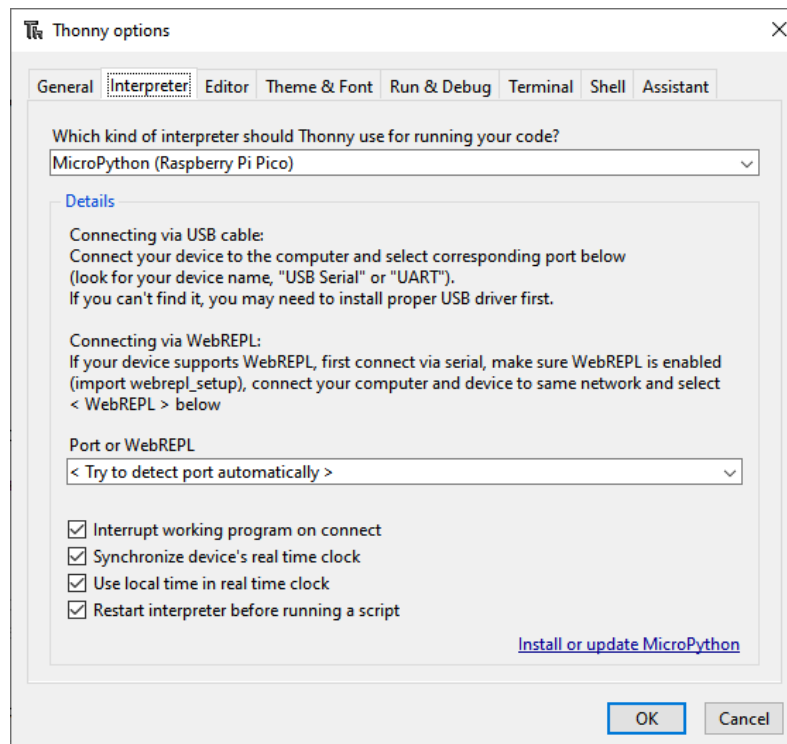 Thonny options
General Interpreter Editor Theme & Font Run & Debug Terminal Shell Assistant
Which kind of interpreter should Thonny use for running your code?
MicroPython (Raspberry Pi Pico)
Details
Connecting via USB cable:
Connect your device to the computer and select corresponding port below
(look for your device name, "USB Serial" or "UART").
If you can't find it, you may need to install proper USB driver first.
Connecting via WebREPL:
If your device supports WebREPL, first connect via serial, make sure WebREPL is enabled
(import webrepl_setup), connect your computer and device to same network and select
< WebREPL > below
Port or WebREPL
< Try to detect port automatically >
Interrupt working program on connect
Synchronize device's real time clock
Use local time in real time clock
Restart interpreter before running a script
Install or update MicroPython
OK Cancel